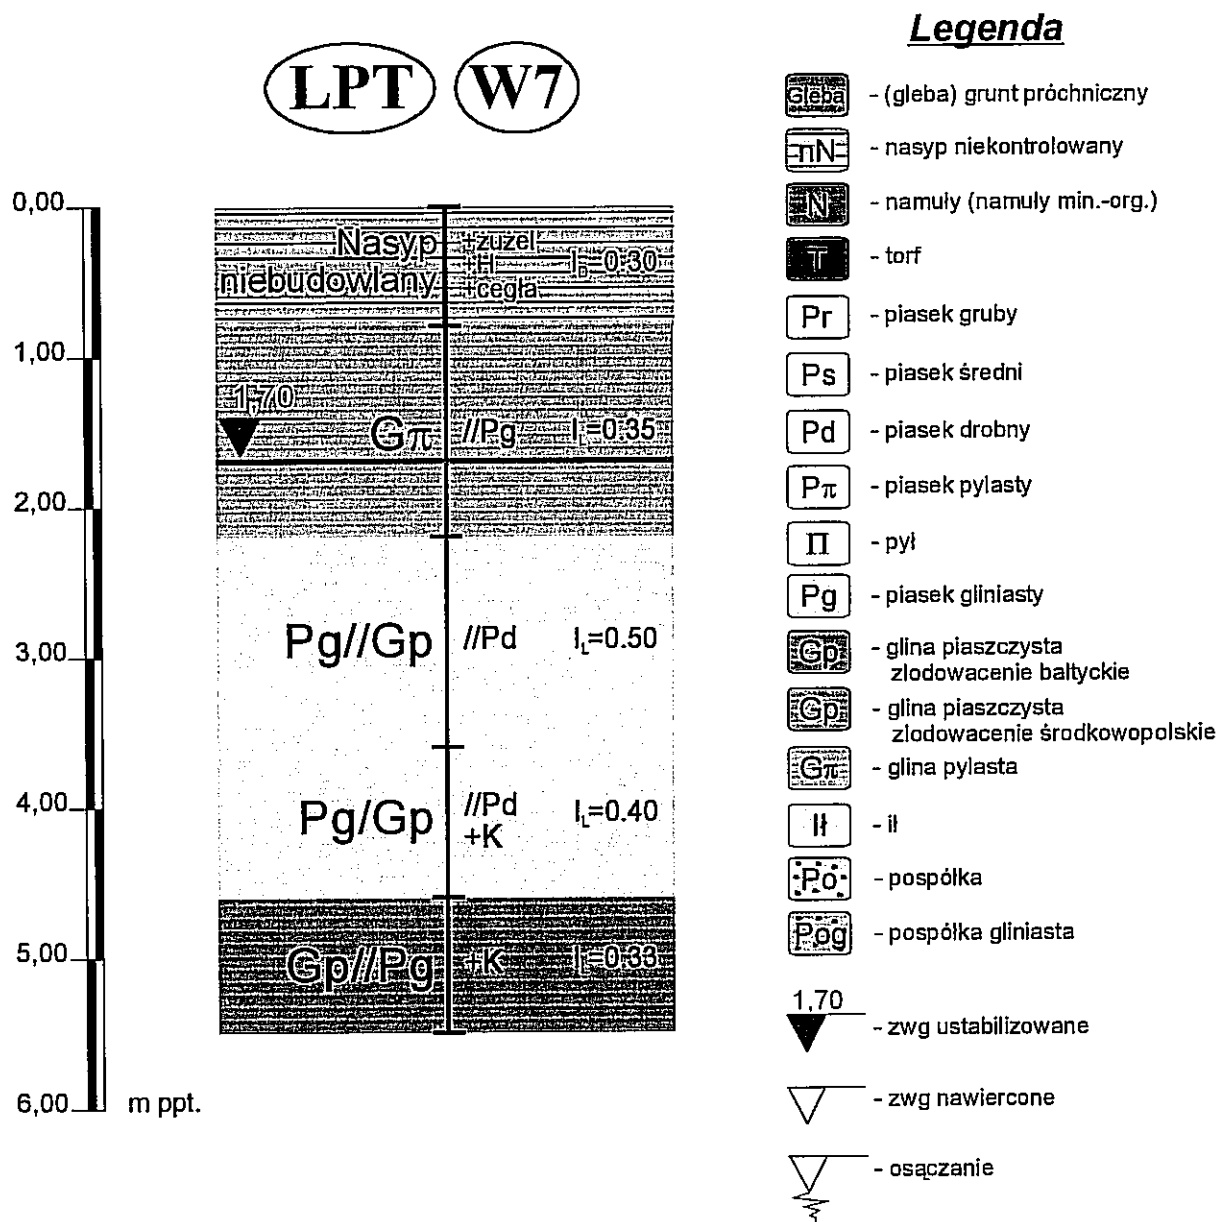 Legenda
LPT W7
0,00
1,00
2,00
3,00
4,00
5,00
6,00
m ppt.
Nasyp
niebudowlany
+żużel
+H
+cegła
I_D 0.30
1,70
Gπ //Pg I_L=0.35
Pg//Gp //Pd I_L=0.50
Pg/Gp //Pd
+K
I_L=0.40
Gp//Pg +K I_L=0.33
Gleba - (gleba) grunt próchniczny
nN - nasyp niekontrolowany
N - namuły (namuły min.-org.)
T - torf
Pr - piasek gruby
Ps - piasek średni
Pd - piasek drobny
Pπ - piasek pylasty
Π - pył
Pg - piasek gliniasty
Gp - glina piaszczysta
zlodowacenie bałtyckie
Gp - glina piaszczysta
zlodowacenie środkowopolskie
Gπ - glina pylasta
Ił - ił
Po - pospółka
Pog - pospółka gliniasta
1,70
- zwg ustabilizowane
- zwg nawiercone
- osączanie